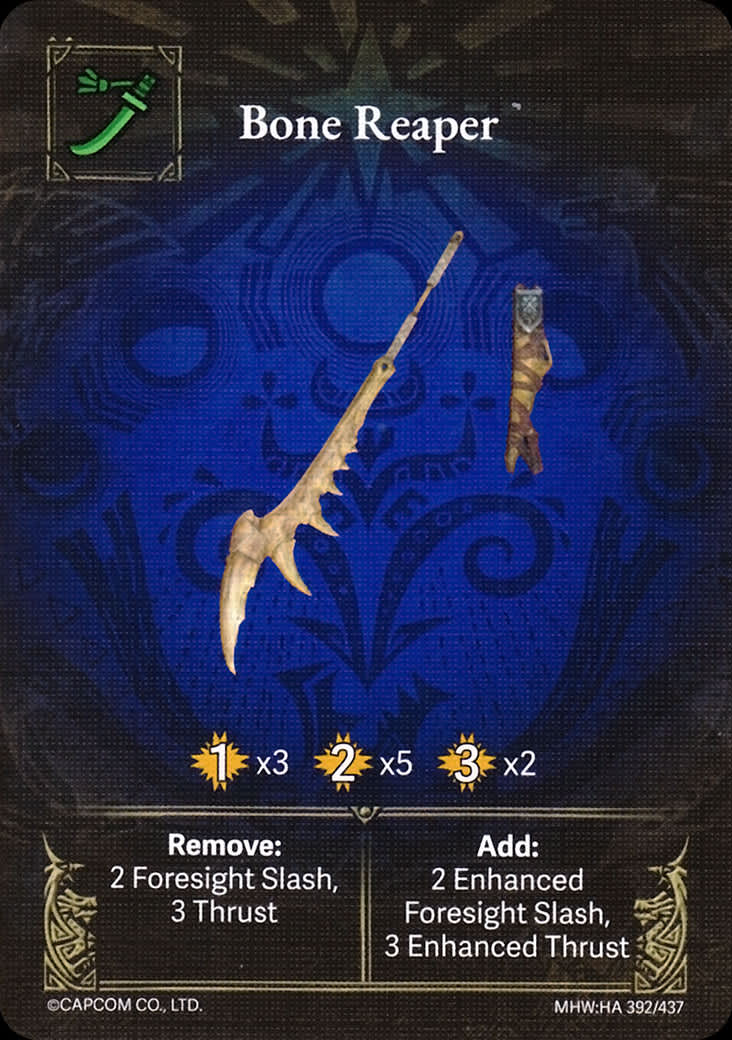 Bone Reaper
1 x3 2 x5 3 x2
Remove:
2 Foresight Slash,
3 Thrust
Add:
2 Enhanced
Foresight Slash,
3 Enhanced Thrust
©CAPCOM CO., LTD.
MHW:HA 392/437